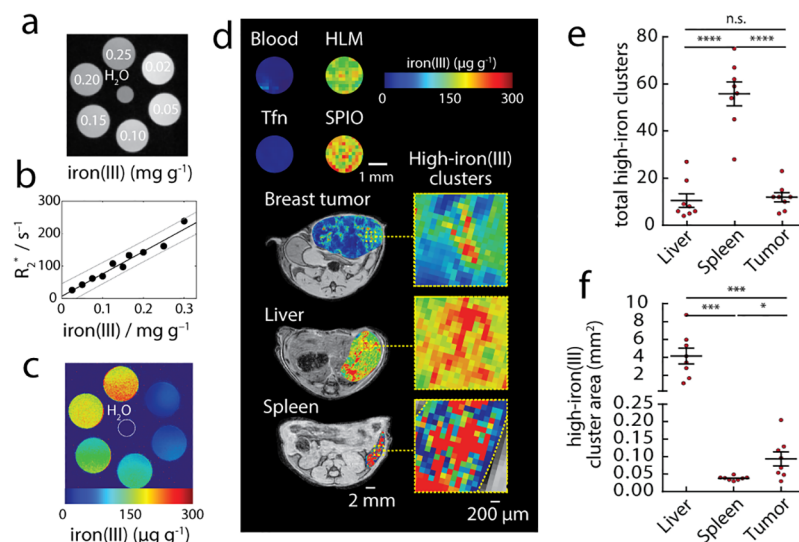 a
0.25
0.20
0.02
H₂O
0.15
0.05
0.10
iron(III) (mg g⁻¹)
b
300
200
100
0
R₂* / s⁻¹
0 0.1 0.2 0.3
iron(III) / mg g⁻¹
c
H₂O
0 150 300
iron(III) (µg g⁻¹)
d
Blood HLM
iron(III) (µg g⁻¹)
0 150 300
Tfn SPIO
1 mm
High-iron(III)
clusters
Breast tumor
Liver
Spleen
2 mm
200 µm
e
n.s.
**** ****
80
60
40
20
0
total high-iron clusters
Liver Spleen Tumor
f
***
*** *
10
8
6
4
2
0
0.25
0.20
0.15
0.10
0.05
0.00
high-iron(III)
cluster area (mm²)
Liver Spleen Tumor